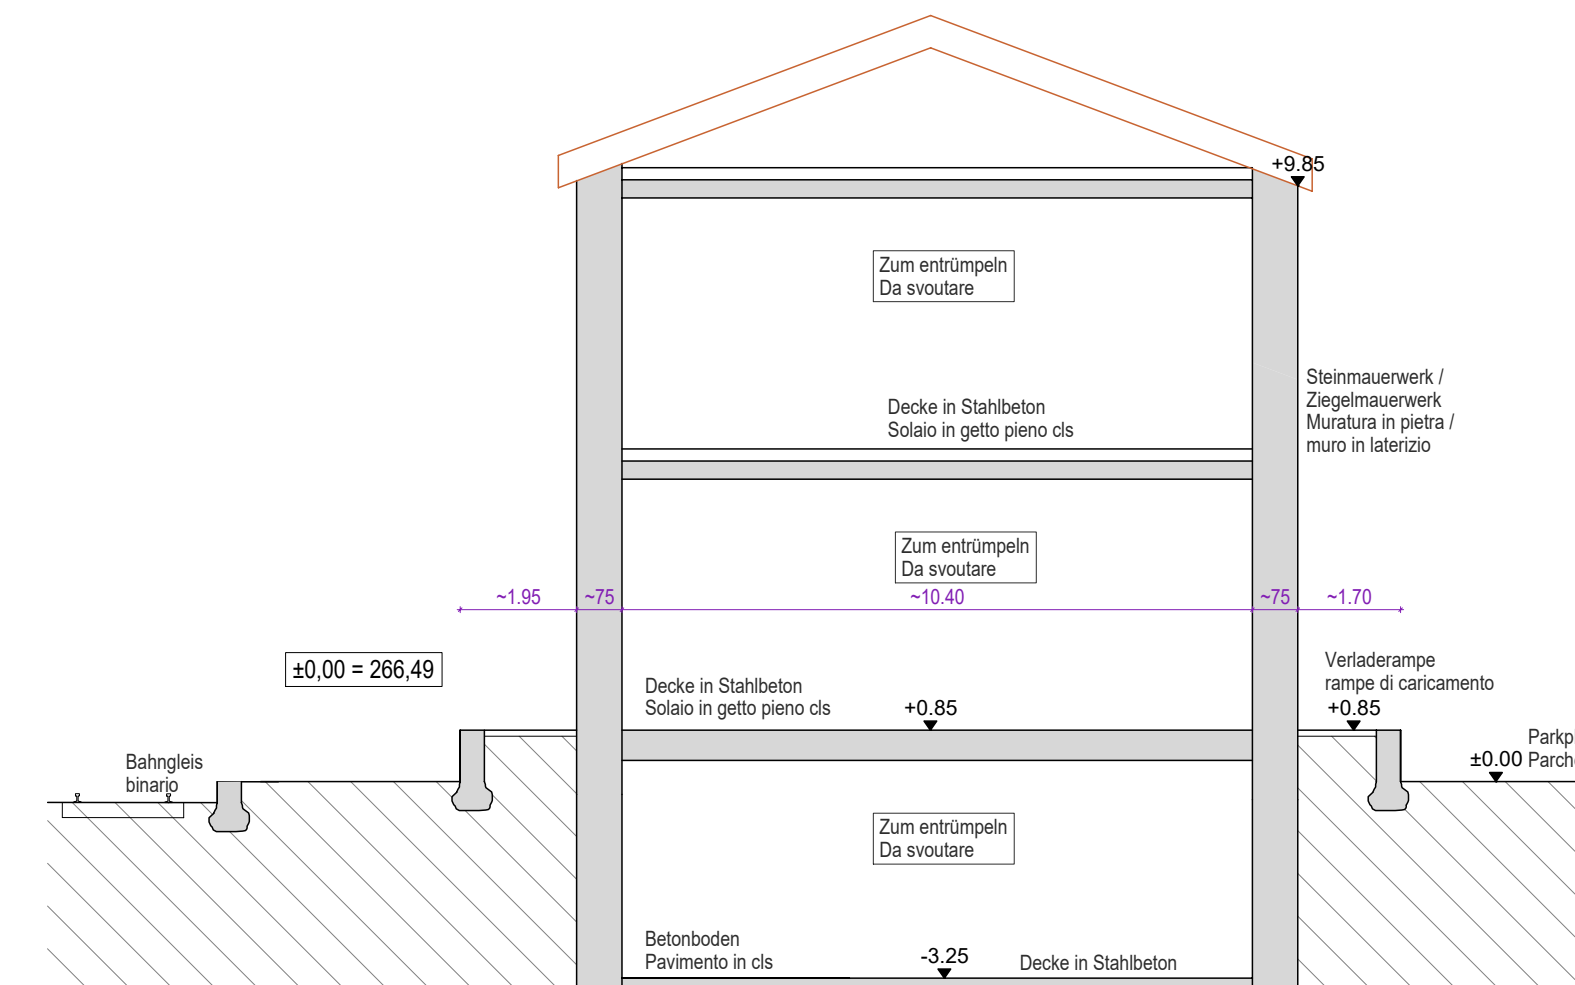 +9.85
Zum entrümpeln
Da svoutare
Steinmauerwerk /
Ziegelmauerwerk
Muratura in pietra /
muro in laterizio
Decke in Stahlbeton
Solaio in getto pieno cls
Zum entrümpeln
Da svoutare
~1.95
~75
~10.40
~75
~1.70
±0,00 = 266,49
Verladerampe
rampe di caricamento
+0.85
Decke in Stahlbeton
Solaio in getto pieno cls
+0.85
Bahngleis
binario
±0.00
Zum entrümpeln
Da svoutare
Betonboden
Pavimento in cls
-3.25
Decke in Stahlbeton